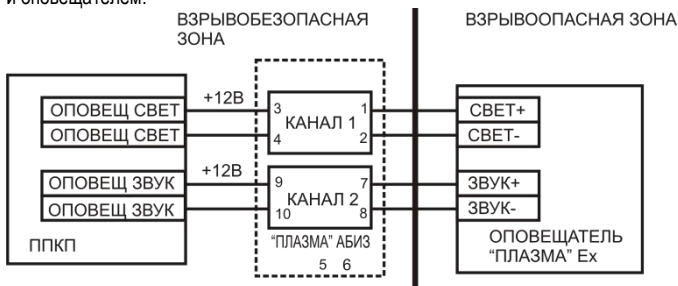 и оповещателем.
ВЗРЫВОБЕЗОПАСНАЯ
ЗОНА
ВЗРЫВООПАСНАЯ ЗОНА
ОПОВЕЩ СВЕТ
+12В
3
КАНАЛ 1
1
СВЕТ+
ОПОВЕЩ СВЕТ
4
2
СВЕТ-
ОПОВЕЩ ЗВУК
+12В
9
КАНАЛ 2
7
ЗВУК+
ОПОВЕЩ ЗВУК
10
8
ЗВУК-
ППКП
"ПЛАЗМА" АБИЗ
5 6
ОПОВЕЩАТЕЛЬ
"ПЛАЗМА" Ex